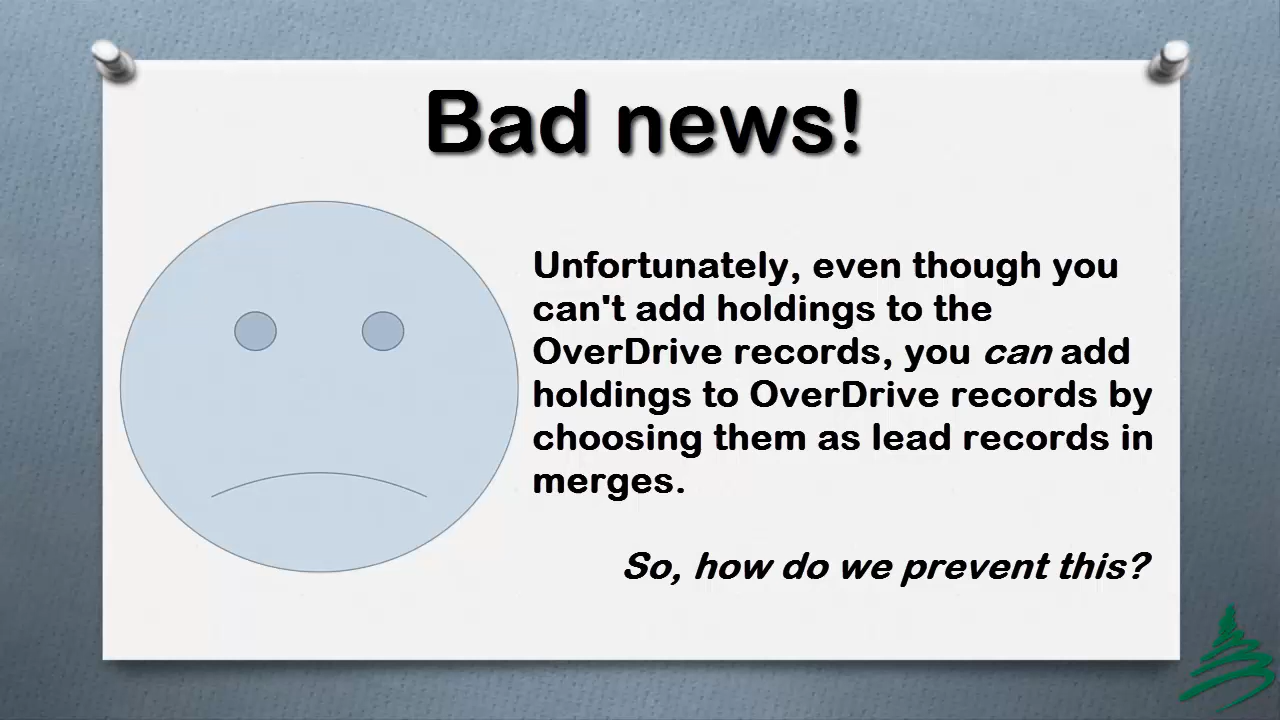 Bad news!
Unfortunately, even though you
can't add holdings to the
OverDrive records, you can add
holdings to OverDrive records by
choosing them as lead records in
merges.
So, how do we prevent this?